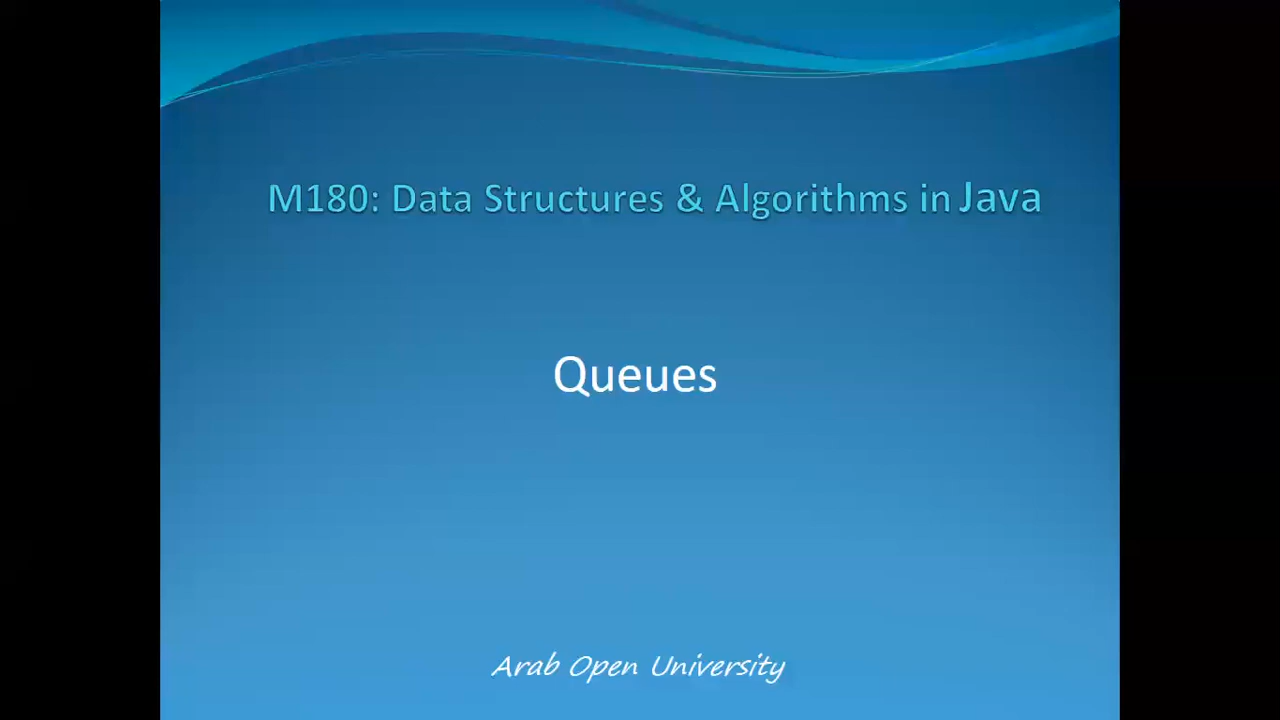 M180: Data Structures & Algorithms in Java
Queues
Arab Open University